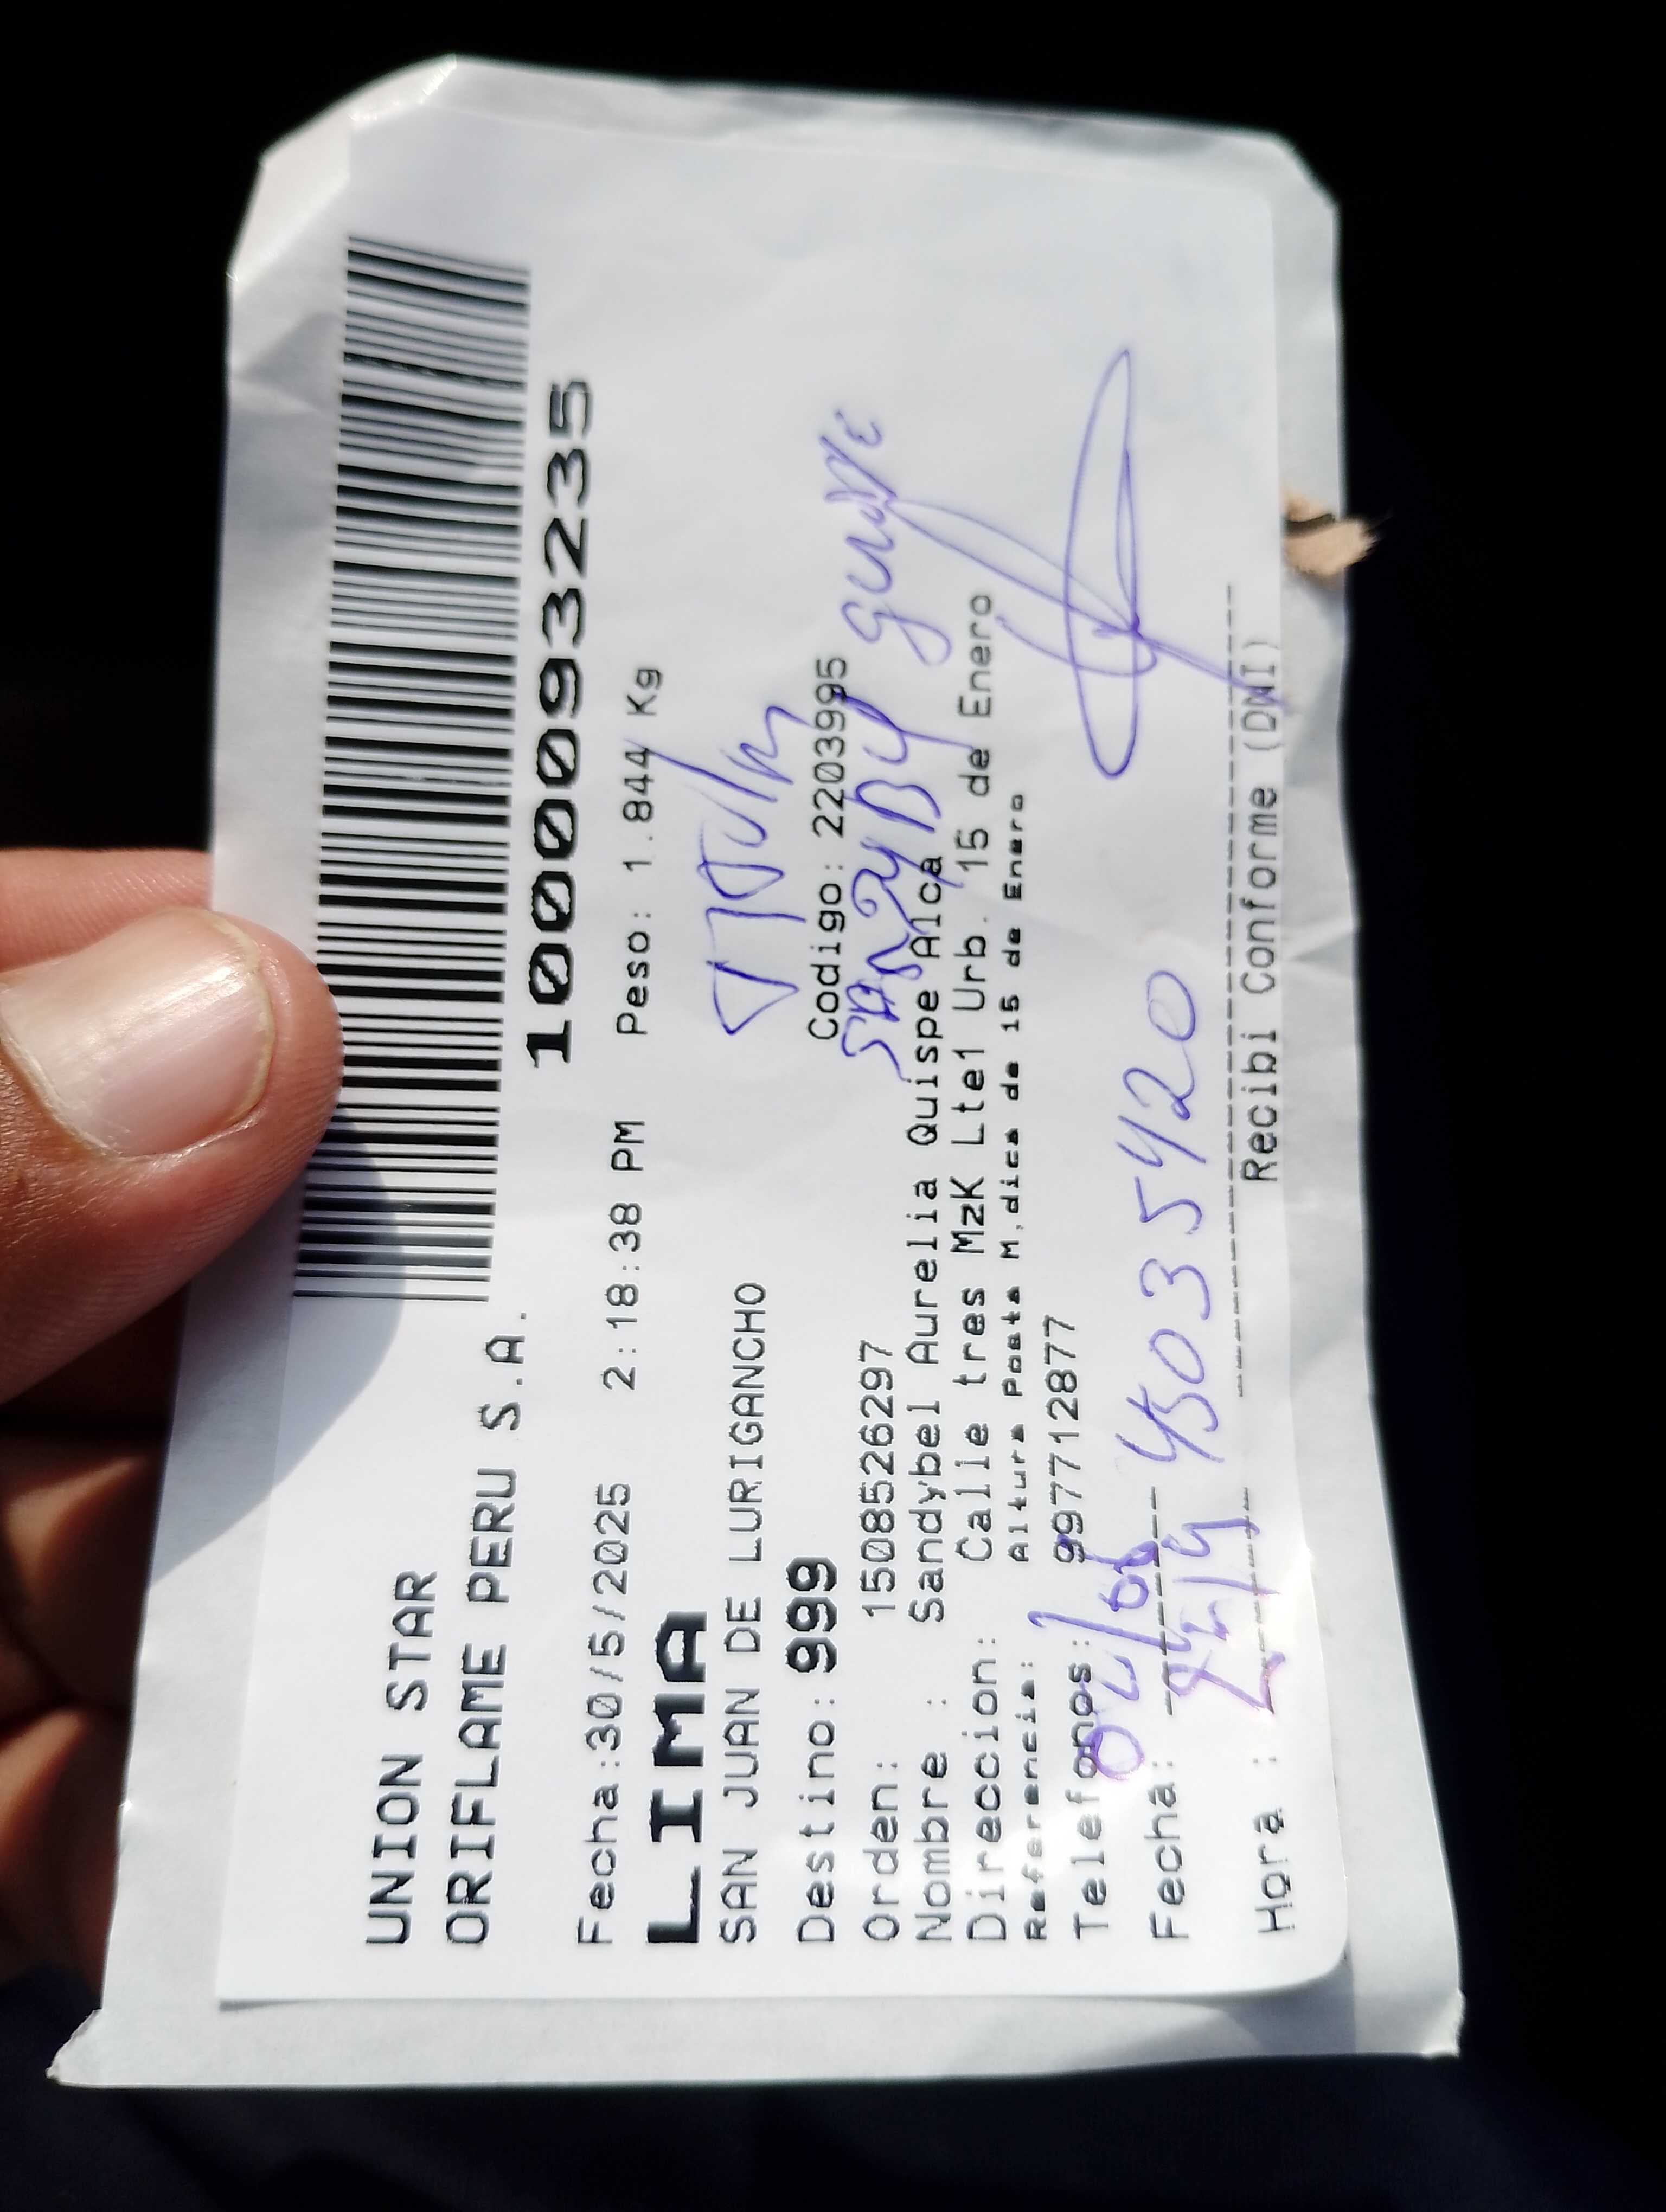 UNION STAR
ORIFLAME PERU S.A.
1000093235
Fecha:30/5/2025 2:18:38 PM Peso: 1.844 Kg
LIMA
SAN JUAN DE LURIGANCHO
Destino: 999 Codigo: 2203995
Orden: 1508526297
Nombre : Sandybel Aurelia Quispe Alca
Direccion: Calle tres MzK Lte1 Urb. 15 de Enero
Referencia: Altura Posta M,dica de 15 de Enero
Telefonos: 997712877
02/06
Fecha: 45035420
Hora :
Recibi Conforme (DNI)